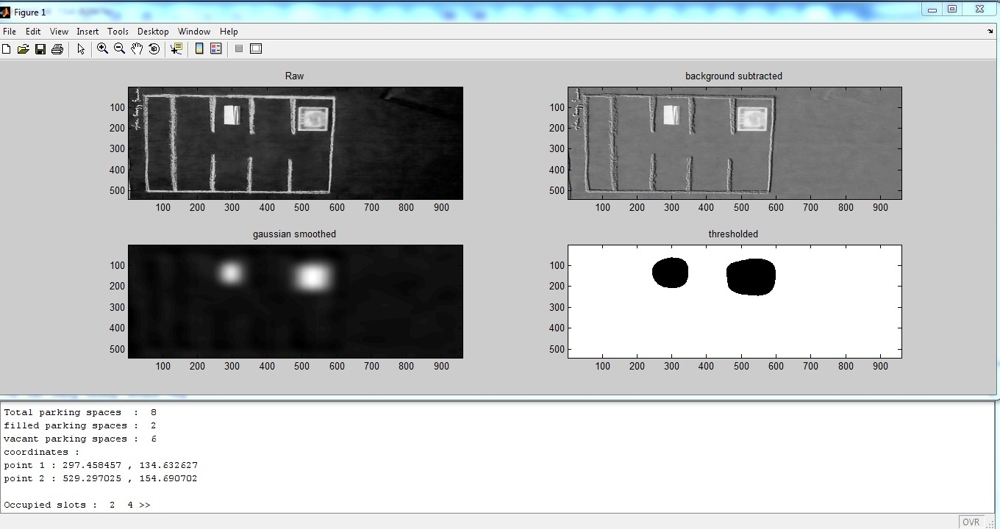 Figure 1
File Edit View Insert Tools Desktop Window Help
Raw
100
200
300
400
500
100 200 300 400 500 600 700 800 900
background subtracted
100
200
300
400
500
100 200 300 400 500 600 700 800 900
gaussian smoothed
100
200
300
400
500
100 200 300 400 500 600 700 800 900
thresholded
100
200
300
400
500
100 200 300 400 500 600 700 800 900
Total parking spaces : 8
filled parking spaces : 2
vacant parking spaces : 6
coordinates :
point 1 : 297.458457 , 134.632627
point 2 : 529.297025 , 154.690702
Occupied slots : 2 4 >>
OVR